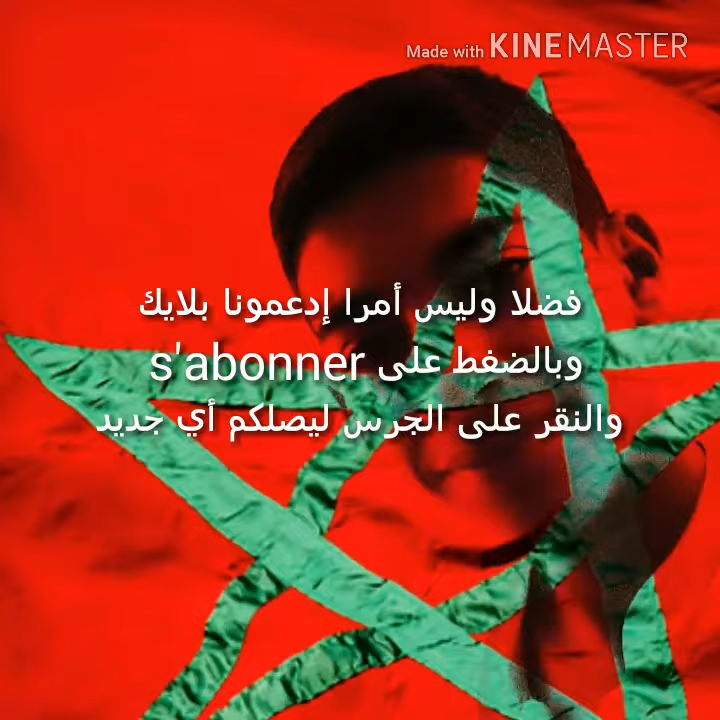 Made with KINEMASTER
فضلا وليس أمرا إدعمونا بلايك
وبالضغط على s'abonner
والنقر على الجرس ليصلكم أي جديد